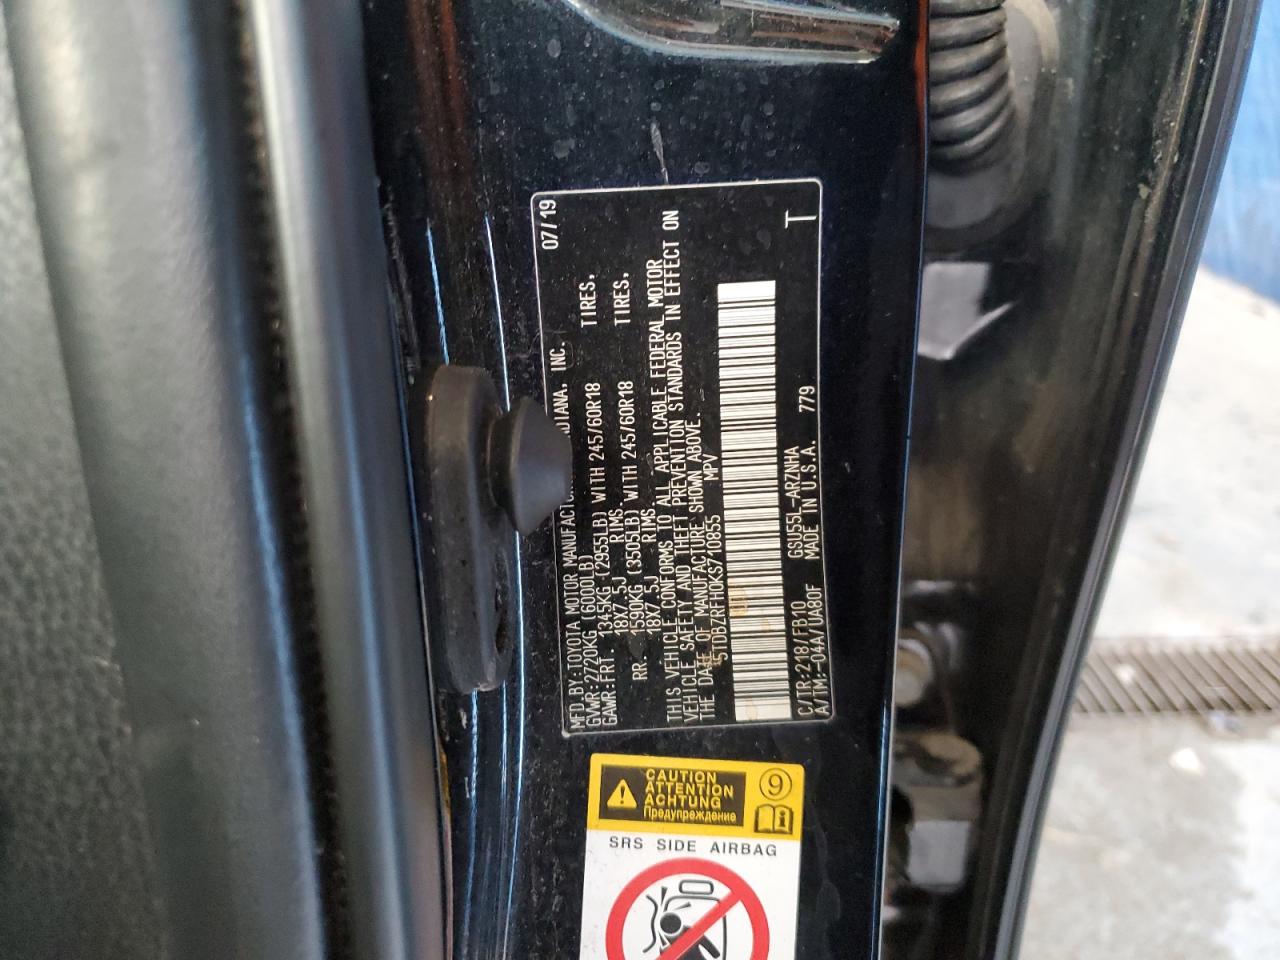 MFD.BY:TOYOTA MOTOR MANUFACTURING INDIANA, INC. 07/19
GVWR:2720KG (6000LB)
GAWR:FRT. 1345KG (2955LB) WITH 245/60R18 TIRES,
18X7.5J RIMS.
RR. 1590KG (3505LB) WITH 245/60R18 TIRES,
18X7.5J RIMS.
THIS VEHICLE CONFORMS TO ALL APPLICABLE FEDERAL MOTOR
VEHICLE SAFETY AND THEFT PREVENTION STANDARDS IN EFFECT ON
THE DATE OF MANUFACTURE SHOWN ABOVE.
5TDBZRFH0KS710855 MPV
T
C/TR:218/FB10 GSU55L-ARZNHA
A/TM:-04A/UA80F MADE IN U.S.A. 779
CAUTION
ATTENTION
ACHTUNG
Предупреждение
9
i
SRS SIDE AIRBAG